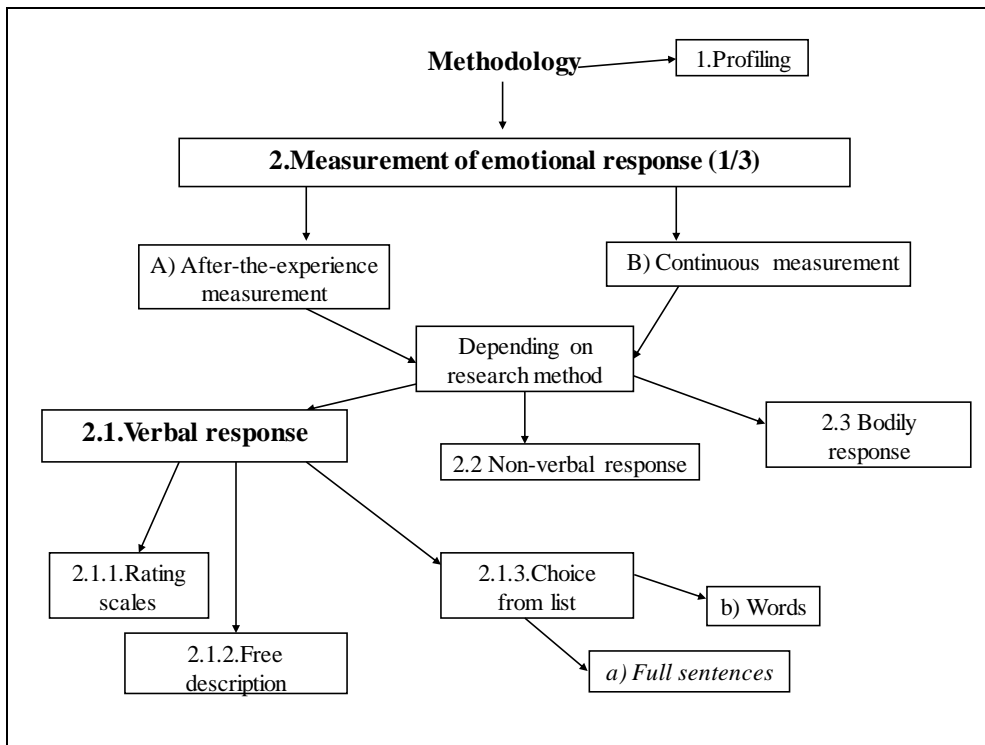 Methodology
1.Profiling
2.Measurement of emotional response (1/3)
A) After-the-experience
measurement
B) Continuous measurement
Depending on
research method
2.1.Verbal response
2.2 Non-verbal response
2.3 Bodily
response
2.1.1.Rating
scales
2.1.2.Free
description
2.1.3.Choice
from list
b) Words
a) Full sentences